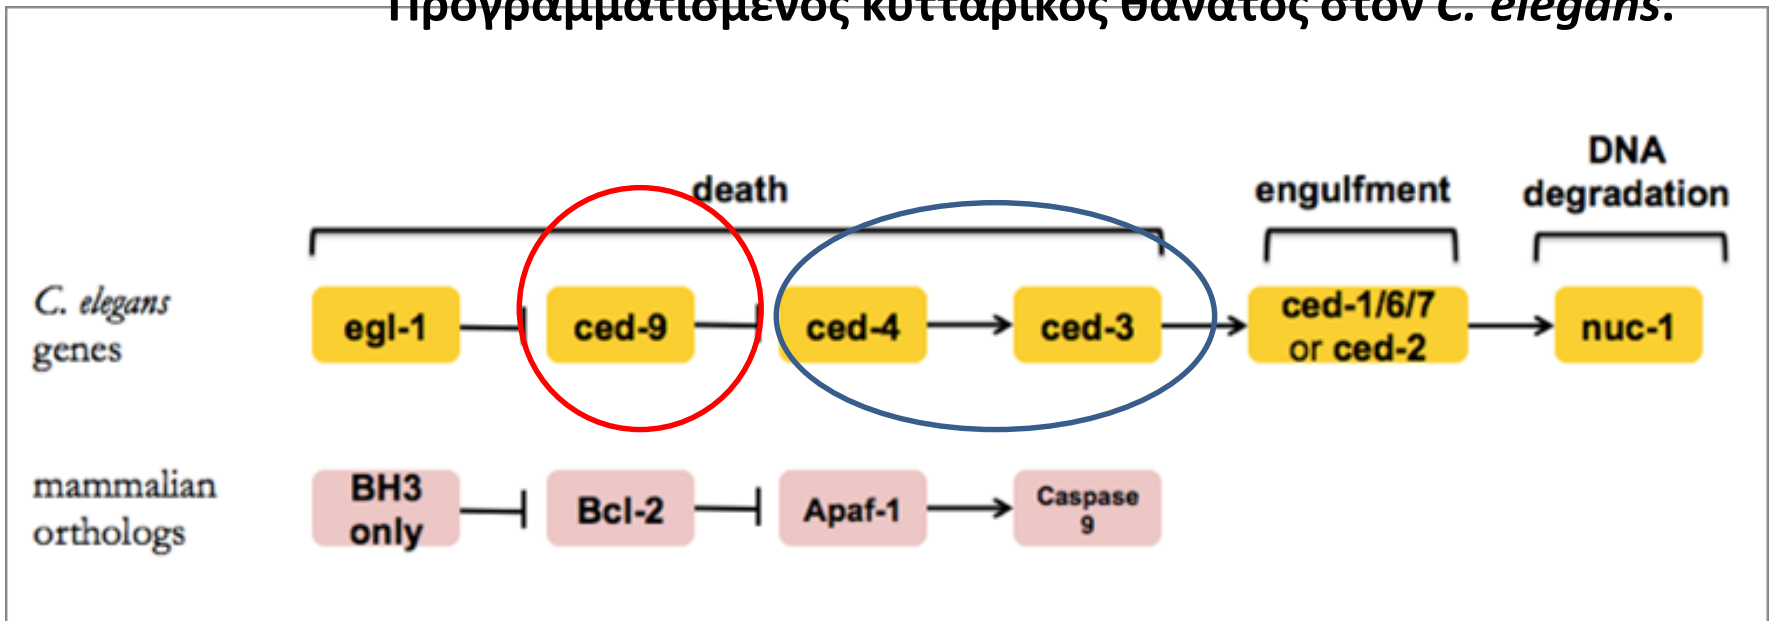 Προγραμματισμένος κυτταρικός θάνατος στον C. elegans.
DNA
degradation
death
engulfment
C. elegans
genes
egl-1
ced-9
ced-4
ced-3
ced-1/6/7
or ced-2
nuc-1
mammalian
orthologs
BH3
only
Bcl-2
Apaf-1
Caspase
9